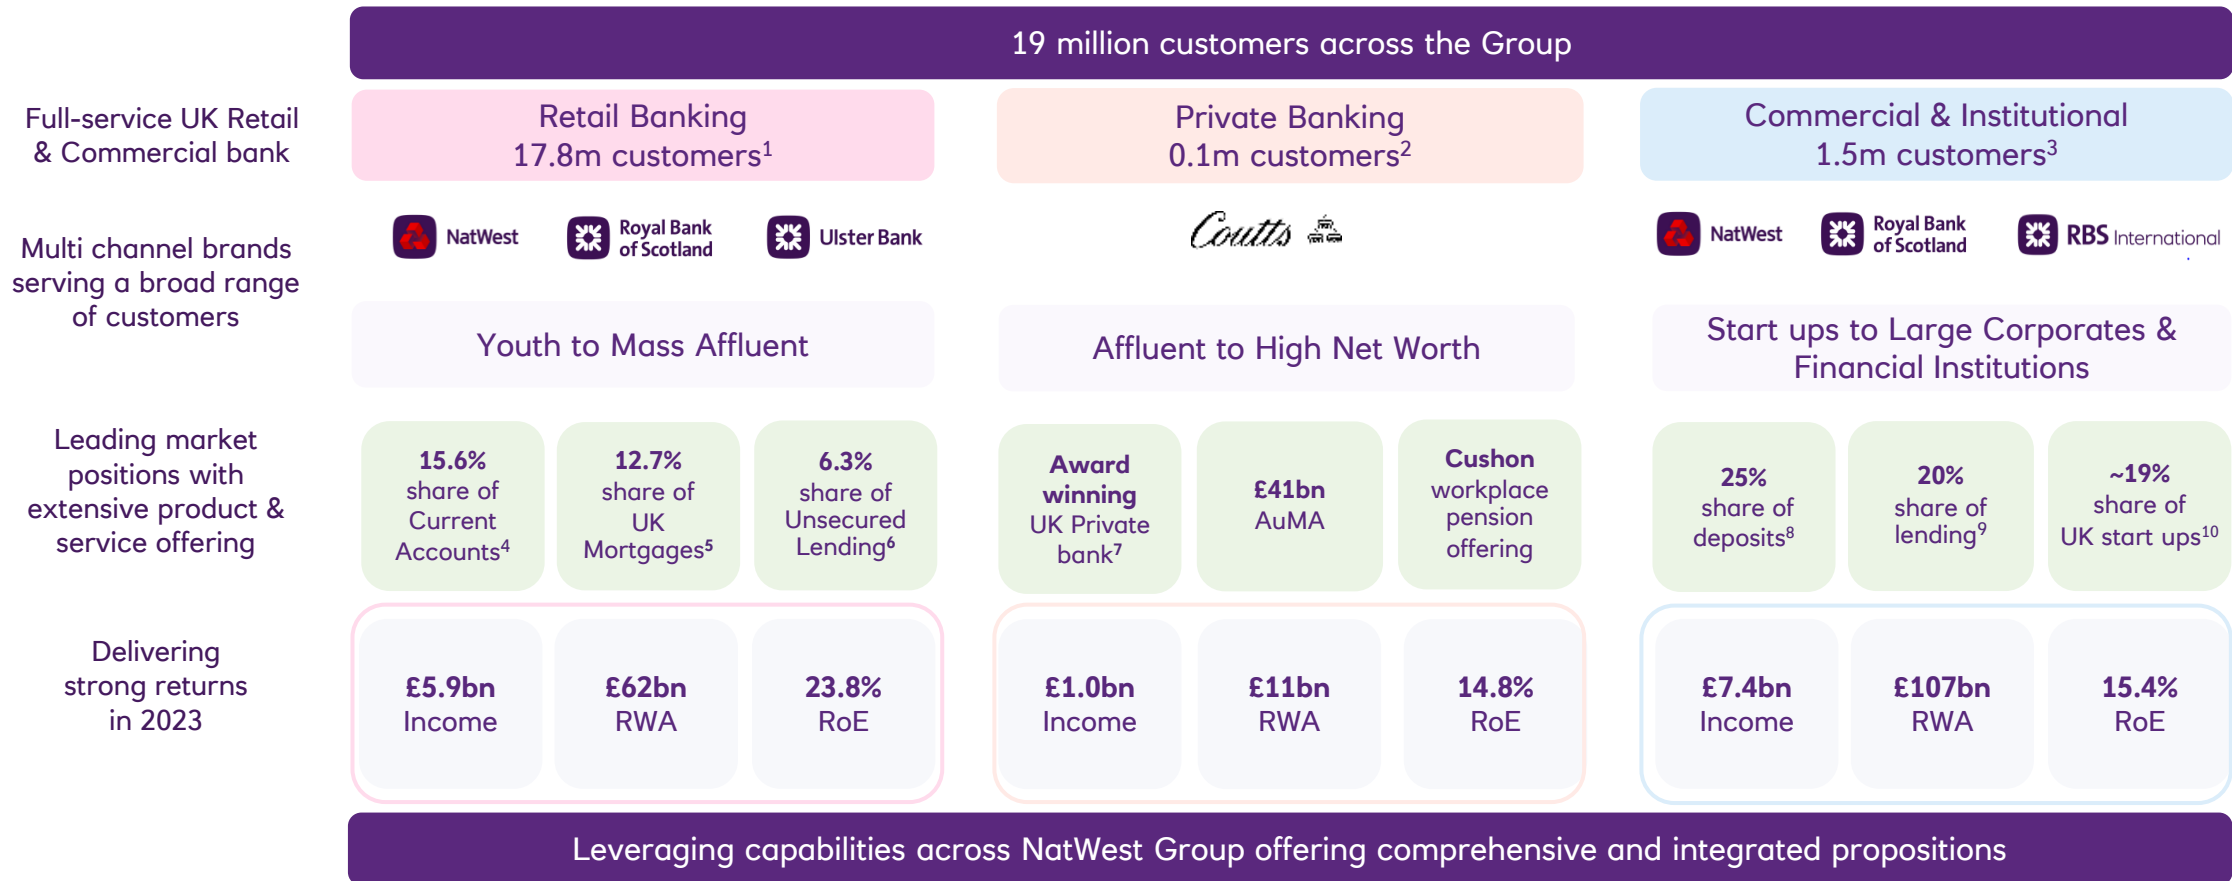 19 million customers across the Group
Full-service UK Retail
& Commercial bank
Retail Banking
17.8m customers¹
Private Banking
0.1m customers²
Commercial & Institutional
1.5m customers³
Multi channel brands
serving a broad range
of customers
NatWest
Royal Bank
of Scotland
Ulster Bank
Coutts
NatWest
Royal Bank
of Scotland
RBS International
Youth to Mass Affluent
Affluent to High Net Worth
Start ups to Large Corporates &
Financial Institutions
Leading market
positions with
extensive product &
service offering
15.6%
share of
Current
Accounts⁴
12.7%
share of
UK
Mortgages⁵
6.3%
share of
Unsecured
Lending⁶
Award
winning
UK Private
bank⁷
£41bn
AuMA
Cushon
workplace
pension
offering
25%
share of
deposits⁸
20%
share of
lending⁹
~19%
share of
UK start ups¹⁰
Delivering
strong returns
in 2023
£5.9bn
Income
£62bn
RWA
23.8%
RoE
£1.0bn
Income
£11bn
RWA
14.8%
RoE
£7.4bn
Income
£107bn
RWA
15.4%
RoE
Leveraging capabilities across NatWest Group offering comprehensive and integrated propositions